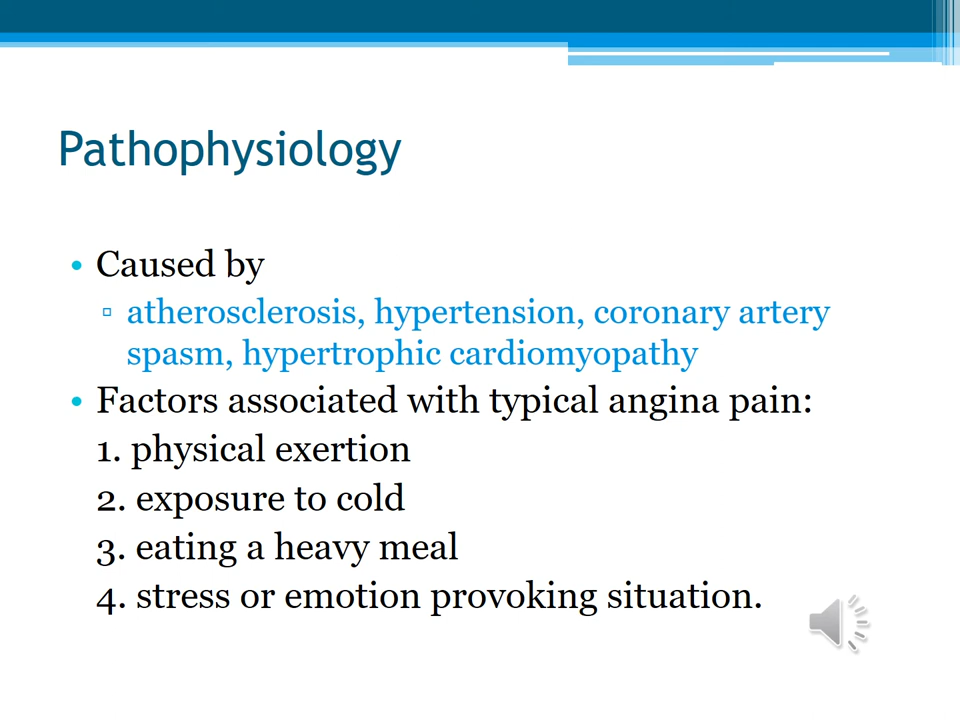 Pathophysiology
• Caused by
▫ atherosclerosis, hypertension, coronary artery
spasm, hypertrophic cardiomyopathy
• Factors associated with typical angina pain:
1. physical exertion
2. exposure to cold
3. eating a heavy meal
4. stress or emotion provoking situation.